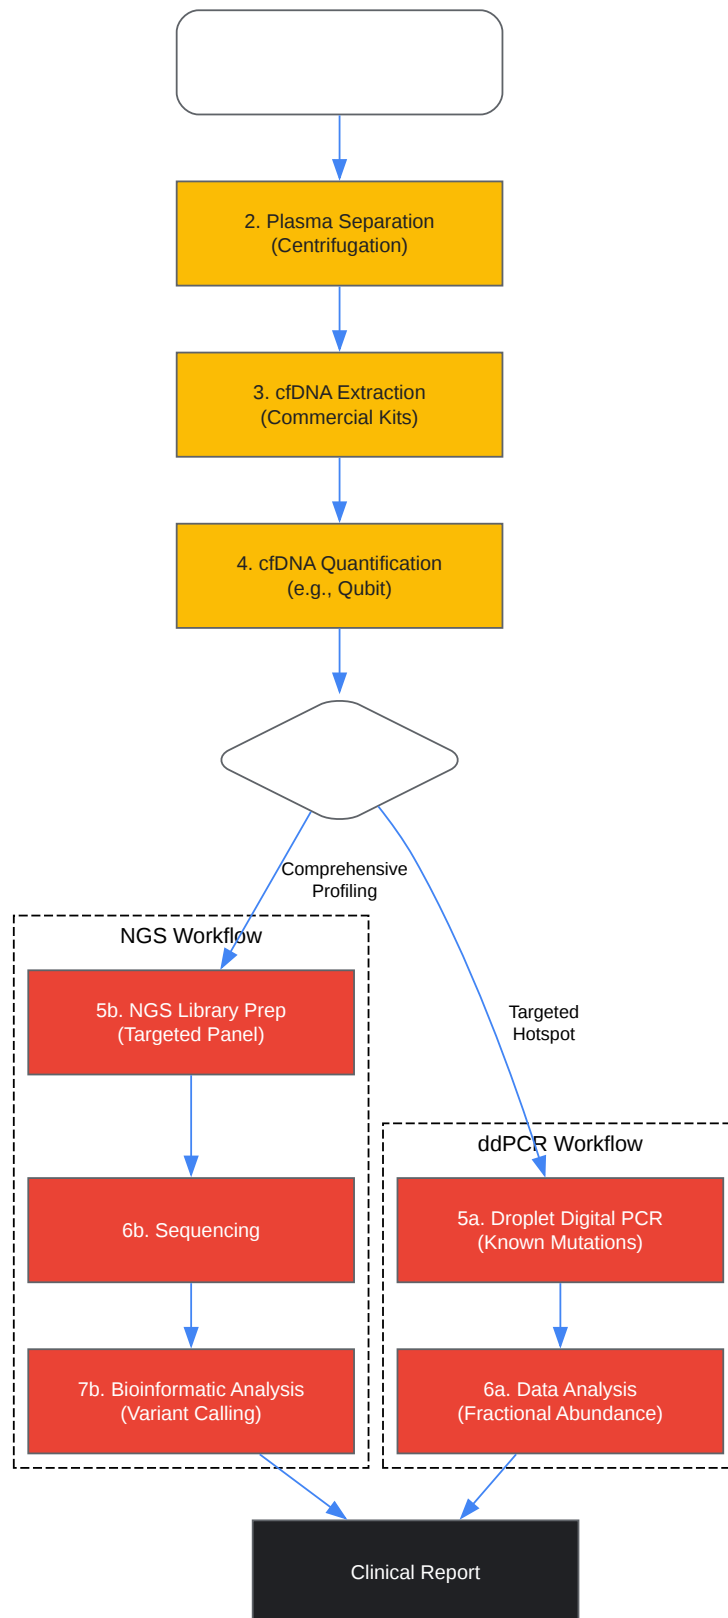 2. Plasma Separation
(Centrifugation)
3. cfDNA Extraction
(Commercial Kits)
4. cfDNA Quantification
(e.g., Qubit)
Comprehensive
Profiling
NGS Workflow
5b. NGS Library Prep
(Targeted Panel)
Targeted
Hotspot
ddPCR Workflow
6b. Sequencing
5a. Droplet Digital PCR
(Known Mutations)
7b. Bioinformatic Analysis
(Variant Calling)
6a. Data Analysis
(Fractional Abundance)
Clinical Report